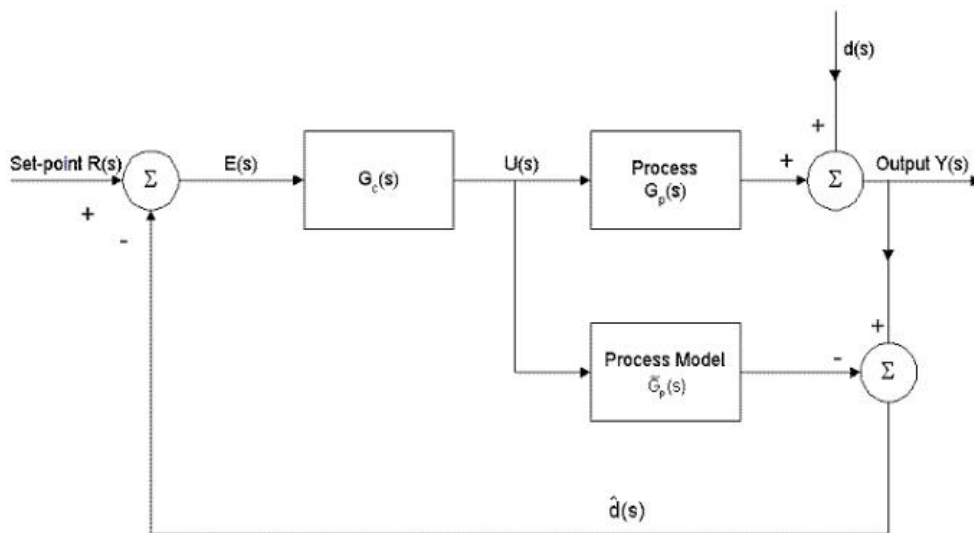 d(s)
+
Set-point R(s)
Σ
E(s)
G_c(s)
U(s)
Process
G_p(s)
+
Σ
Output Y(s)
+
-
+
Process Model
G̃_p(s)
-
Σ
d̂(s)